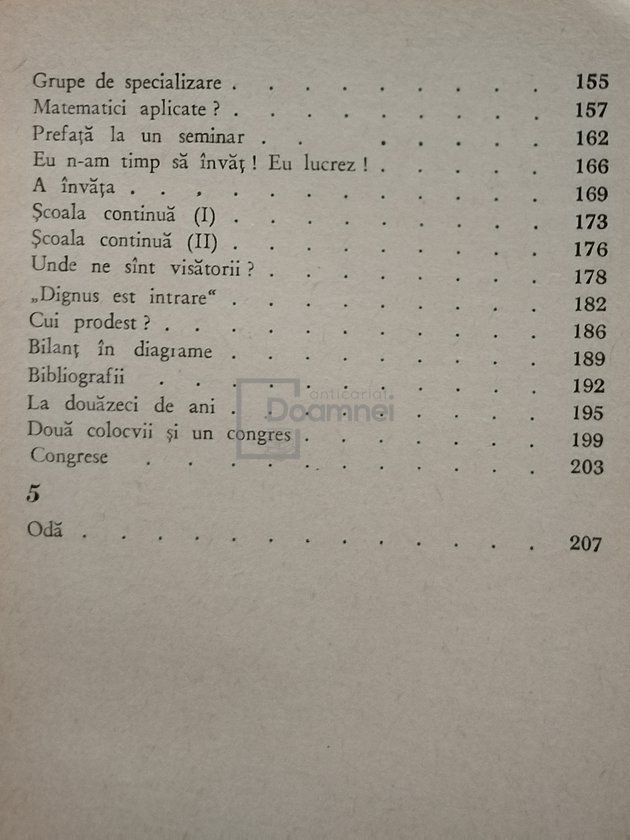 Grupe de specializare . . . . . . . . . 155
Matematici aplicate ? . . . . . . . . . 157
Prefață la un seminar . . . . . . . . 162
Eu n-am timp să învăț ! Eu lucrez ! . . . . . 166
A învăța . . . . . . . . . . . 169
Școala continuă (I) . . . . . . . . . 173
Școala continuă (II) . . . . . . . . . 176
Unde ne sînt visătorii ? . . . . . . . . 178
„Dignus est intrare“ . . . . . . . . . 182
Cui prodest ? . . . . . . . . . . . 186
Bilanț în diagrame . . . . . . . . . 189
Bibliografii . . . . . . . . . . . 192
anticariat
Doamnei
La douăzeci de ani . . . . . . . . . 195
Două colocvii și un congres . . . . . . . 199
Congrese . . . . . . . . . . . 203
5
Odă . . . . . . . . . . . . . 207